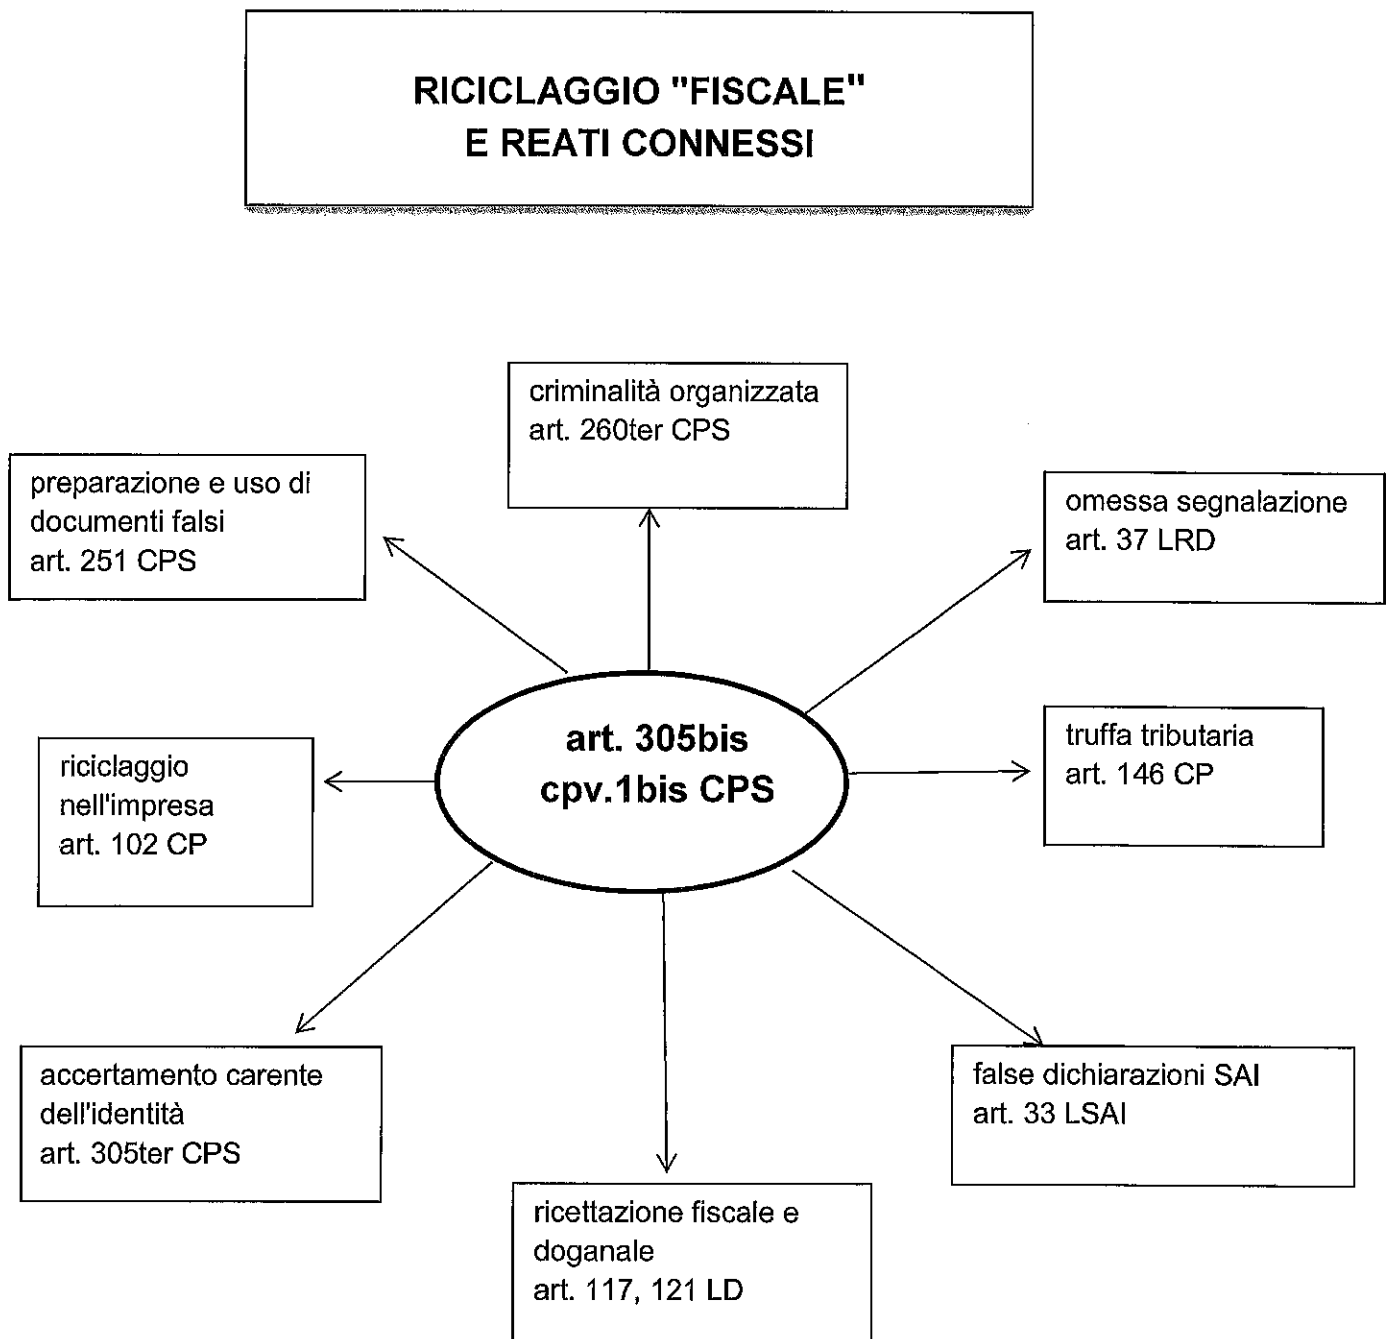 RICICLAGGIO "FISCALE"
E REATI CONNESSI
criminalità organizzata
art. 260ter CPS
preparazione e uso di
documenti falsi
art. 251 CPS
omessa segnalazione
art. 37 LRD
art. 305bis
cpv.1bis CPS
truffa tributaria
art. 146 CP
riciclaggio
nell'impresa
art. 102 CP
accertamento carente
dell'identità
art. 305ter CPS
false dichiarazioni SAI
art. 33 LSAI
ricettazione fiscale e
doganale
art. 117, 121 LD